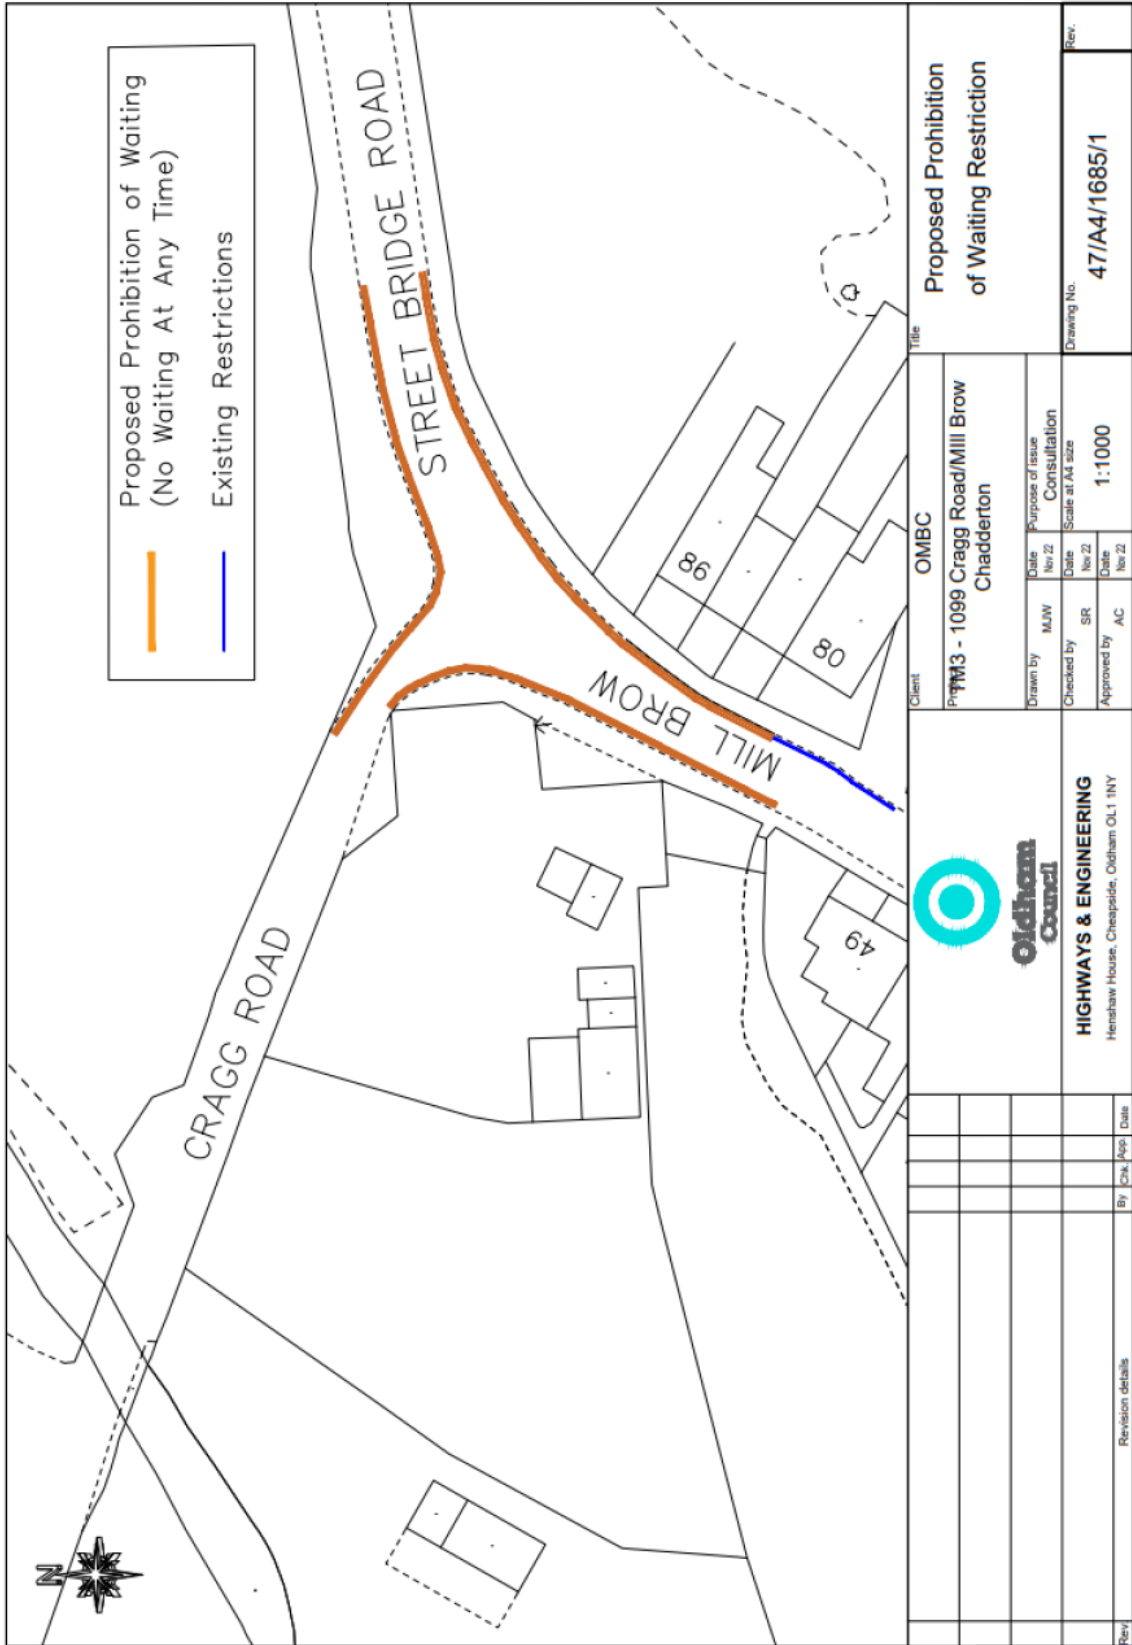 N
CRAGG ROAD
STREET BRIDGE ROAD
MILL BROW
Proposed Prohibition of Waiting
(No Waiting At Any Time)
Existing Restrictions
98
80
49
Rev.
Revision details
By
Chk.
App.
Date
Oldham
Council
HIGHWAYS & ENGINEERING
Henshaw House, Cheapside, Oldham OL1 1NY
Client
OMBC
TM3 - 1099 Cragg Road/Mill Brow
Chadderton
Drawn by
MJW
Date
Nov 22
Purpose of issue
Consultation
Checked by
SR
Date
Nov 22
Scale at A4 size
1:1000
Approved by
AC
Date
Nov 22
Title
Proposed Prohibition
of Waiting Restriction
Drawing No.
47/A4/1685/1
Rev.